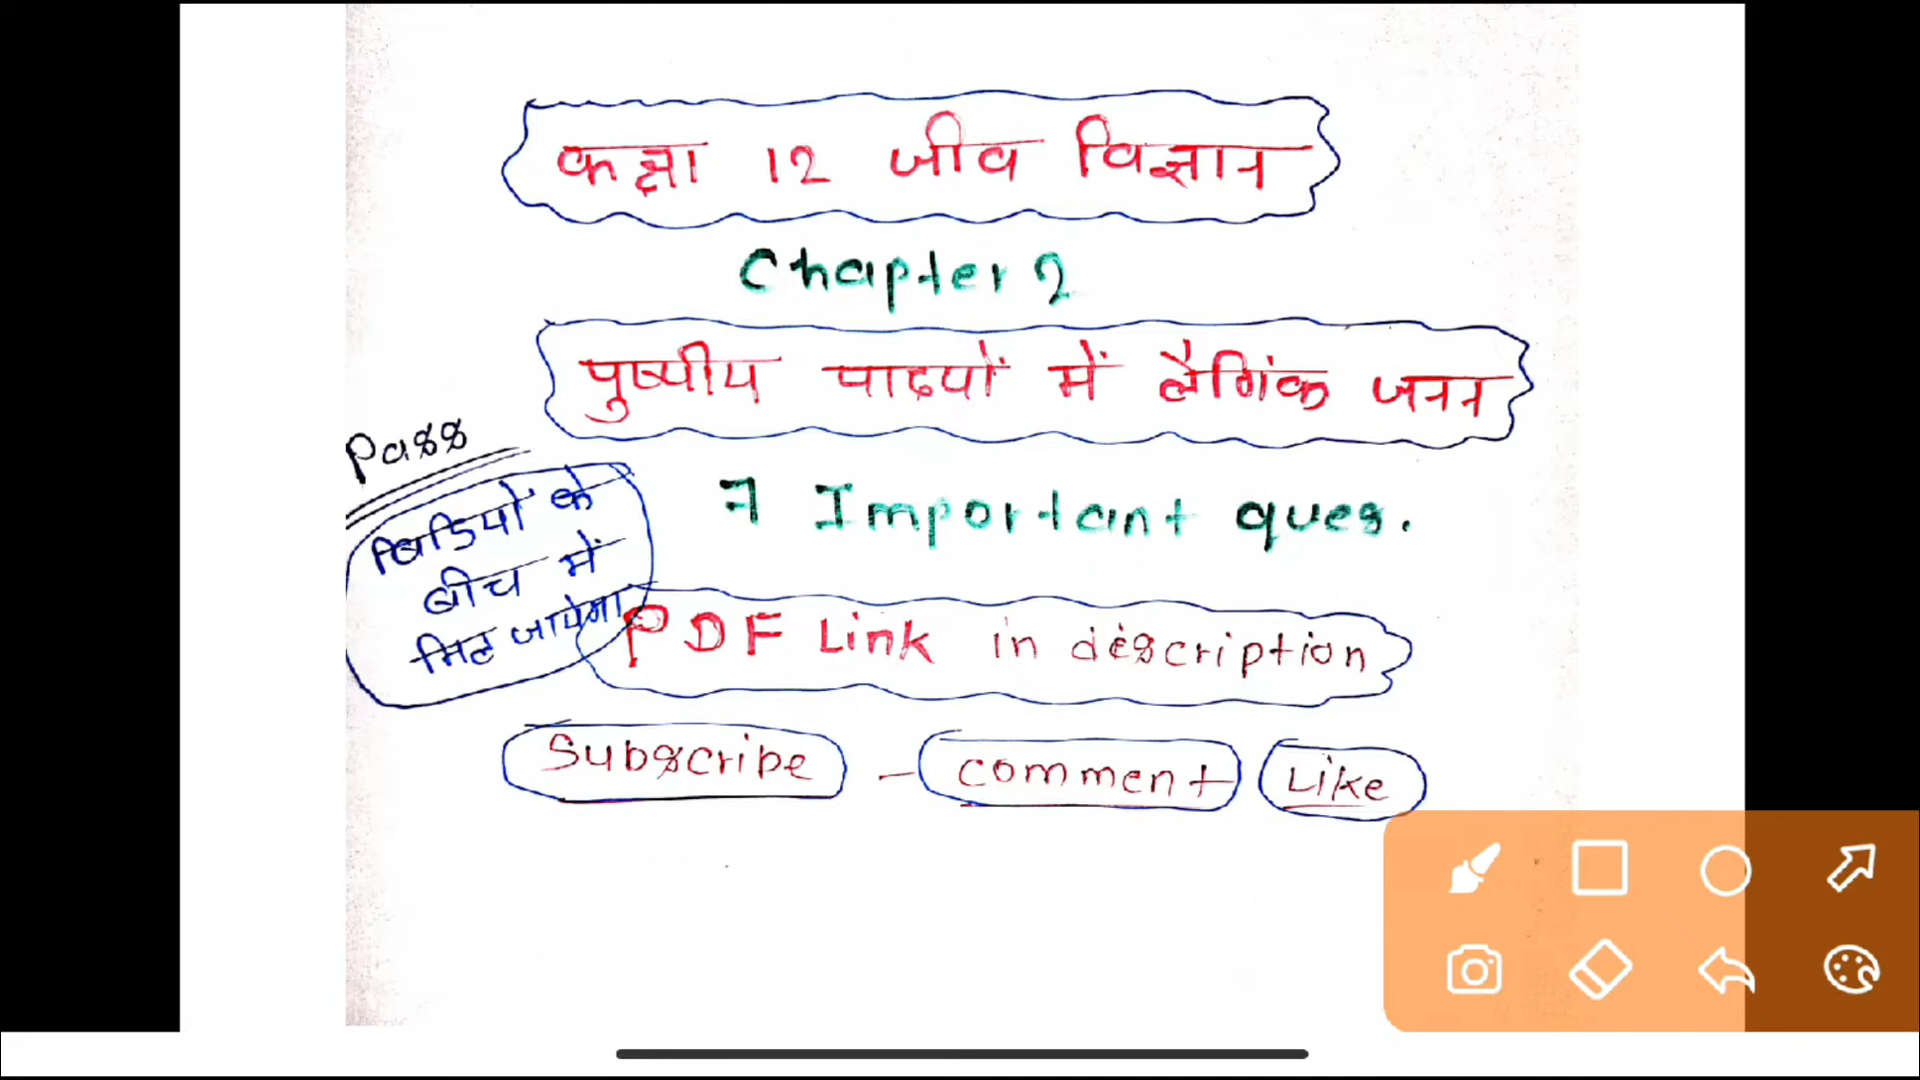 कक्षा 12 जीव विज्ञान
Chapter 2
पुष्पीय पादपों में लैगिंक जनन
Pass
विडियों के
बीच में
मिल जायेगा
7 Important ques.
PDF Link in description
Subscribe - comment Like